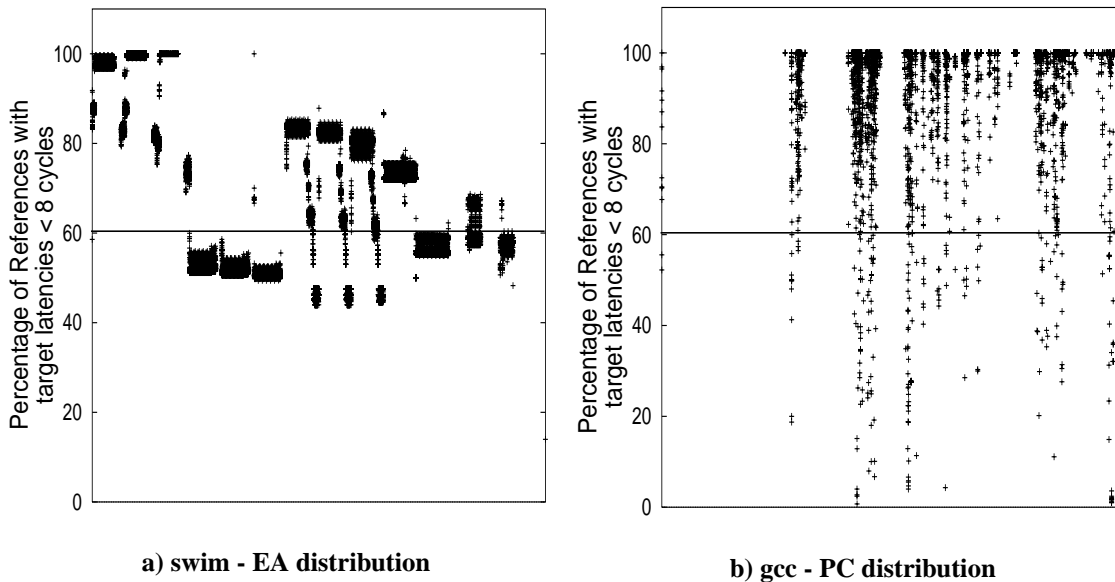 Percentage of References with
target latencies < 8 cycles
100
80
60
40
20
0
a) swim - EA distribution
Percentage of References with
target latencies < 8 cycles
100
80
60
40
20
0
b) gcc - PC distribution